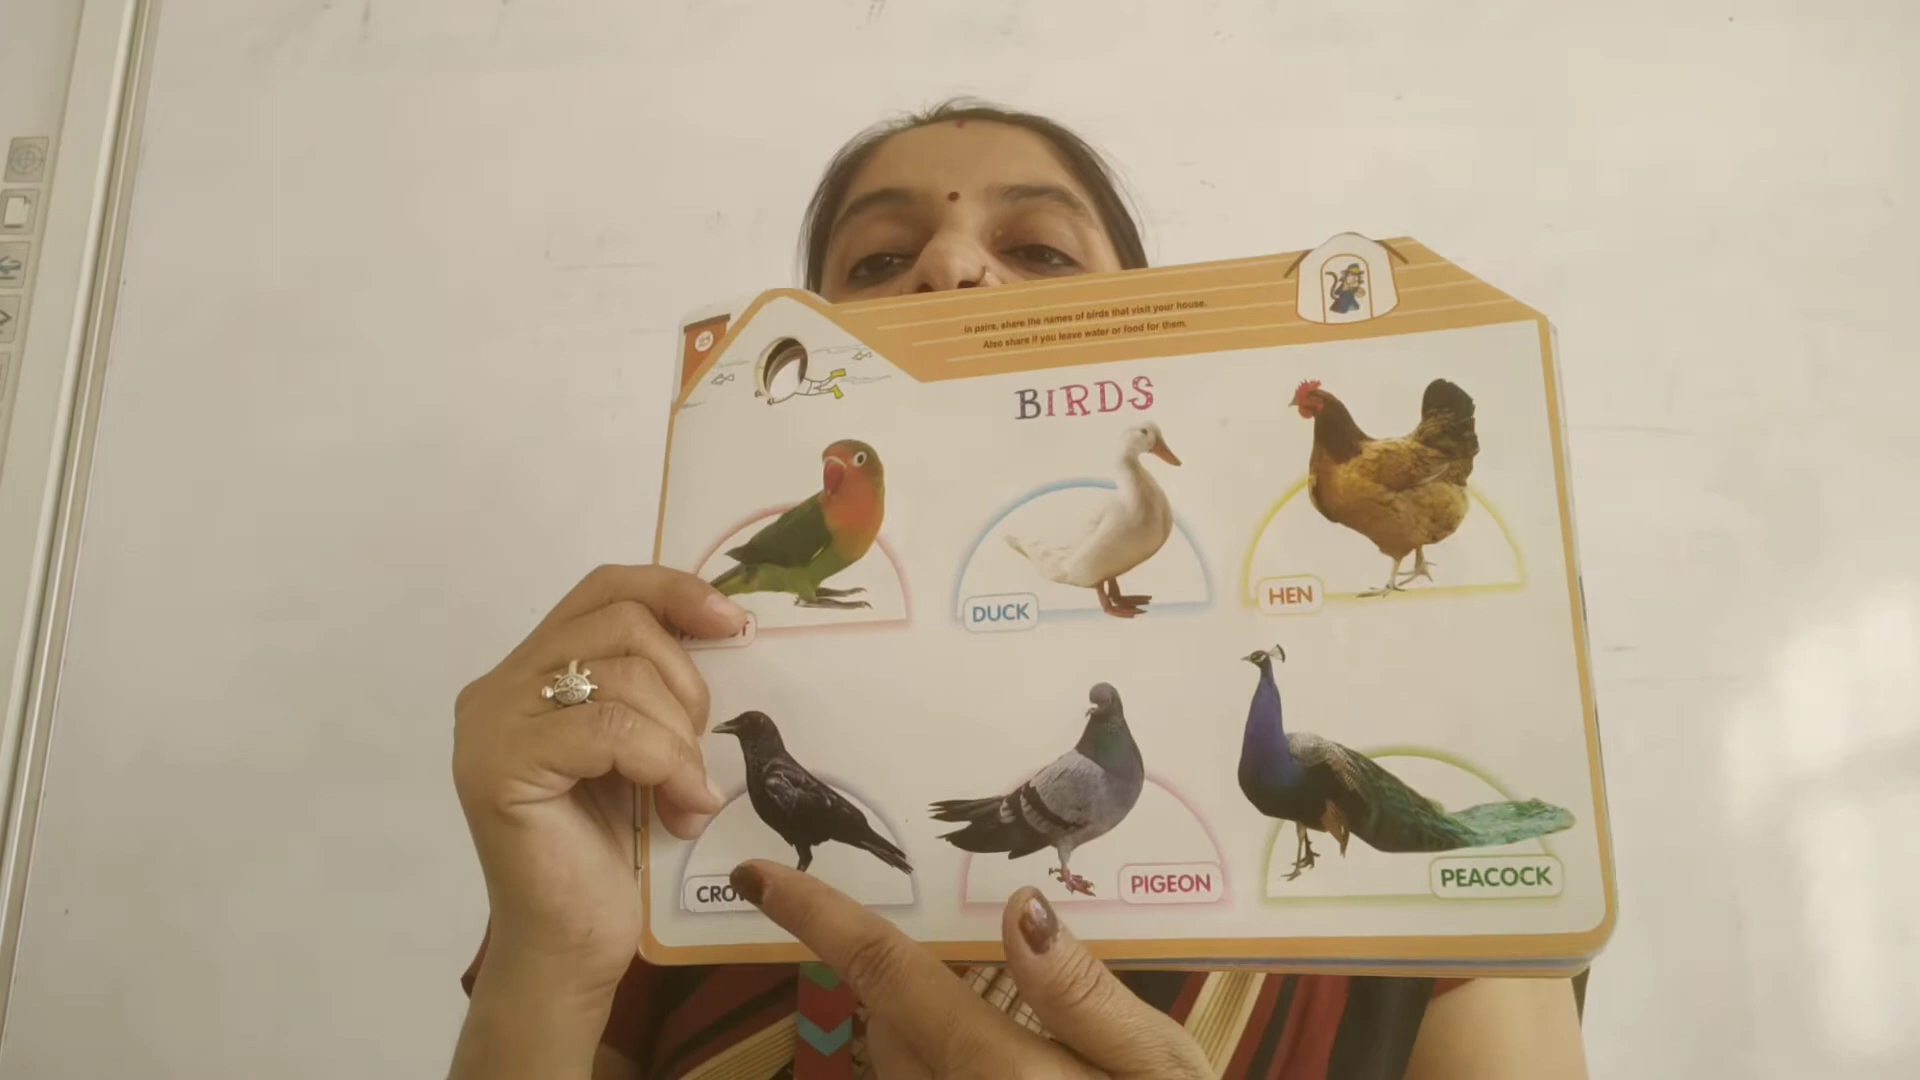 23
In pairs, share the names of birds that visit your house.
Also share if you leave water or food for them.
BIRDS
DUCK
HEN
PIGEON
PEACOCK